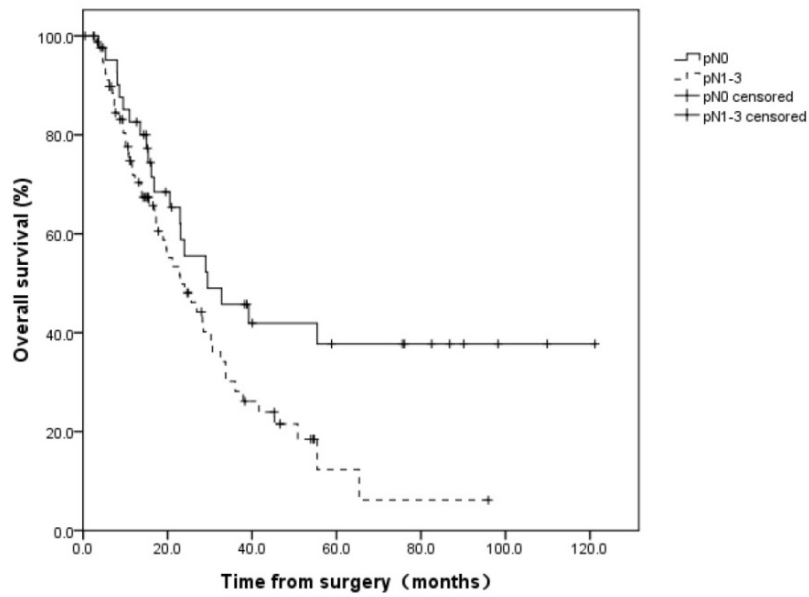 pN0
pN1-3
pN0 censored
pN1-3 censored
Overall survival (%)
100.0
80.0
60.0
40.0
20.0
0.0
0.0 20.0 40.0 60.0 80.0 100.0 120.0
Time from surgery（months）